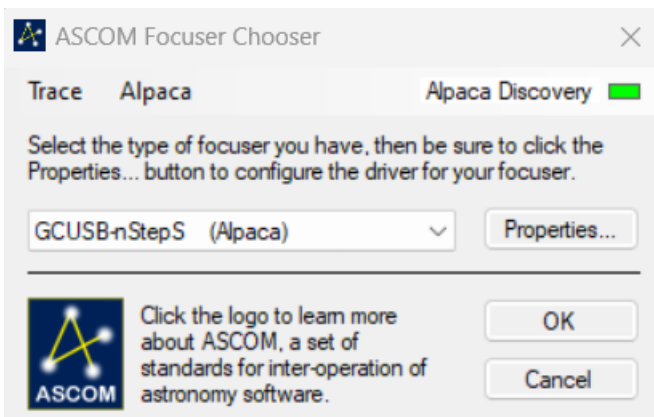 ASCOM Focuser Chooser
Trace Alpaca Alpaca Discovery
Select the type of focuser you have, then be sure to click the
Properties... button to configure the driver for your focuser.
GCUSB-nStepS (Alpaca)
Properties...
Click the logo to learn more
about ASCOM, a set of
standards for inter-operation of
astronomy software.
ASCOM
OK
Cancel